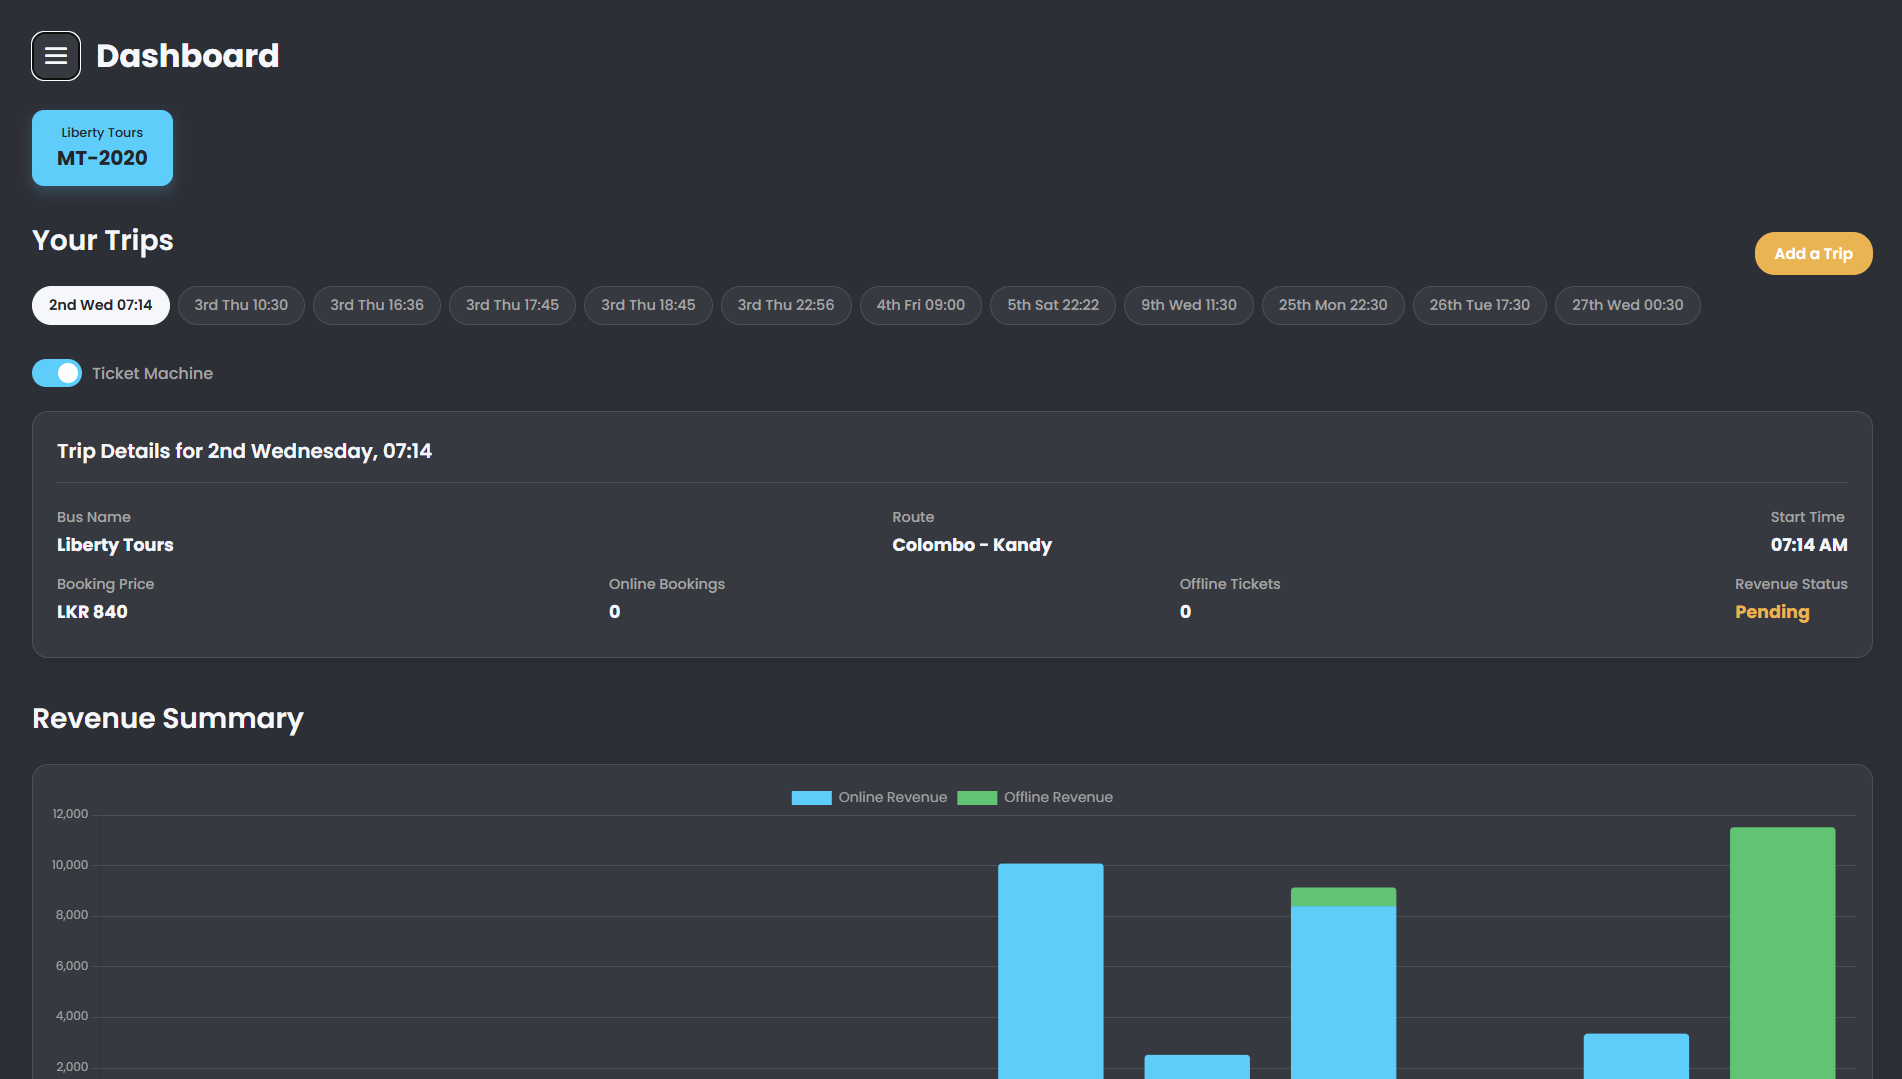 Dashboard
Liberty Tours
MT-2020
Your Trips
Add a Trip
2nd Wed 07:14
3rd Thu 10:30
3rd Thu 16:36
3rd Thu 17:45
3rd Thu 18:45
3rd Thu 22:56
4th Fri 09:00
5th Sat 22:22
9th Wed 11:30
25th Mon 22:30
26th Tue 17:30
27th Wed 00:30
Ticket Machine
Trip Details for 2nd Wednesday, 07:14
Bus Name
Liberty Tours
Route
Colombo - Kandy
Start Time
07:14 AM
Booking Price
LKR 840
Online Bookings
0
Offline Tickets
0
Revenue Status
Pending
Revenue Summary
Online Revenue
Offline Revenue
12,000
10,000
8,000
6,000
4,000
2,000